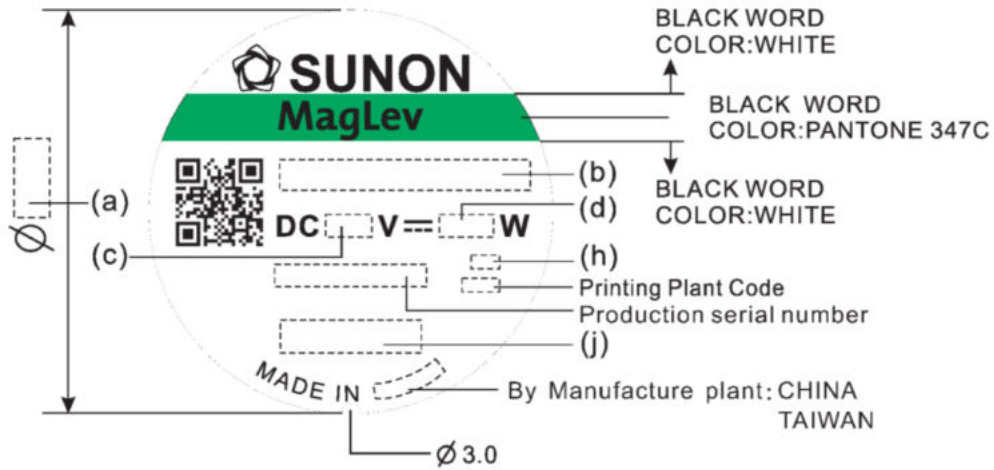 BLACK WORD
COLOR:WHITE
SUNON
MagLev
BLACK WORD
COLOR:PANTONE 347C
(a)
(b)
BLACK WORD
COLOR:WHITE
(d)
DC V⎓ W
(c)
(h)
Printing Plant Code
Production serial number
(j)
MADE IN
By Manufacture plant: CHINA
TAIWAN
Ø
Ø 3.0